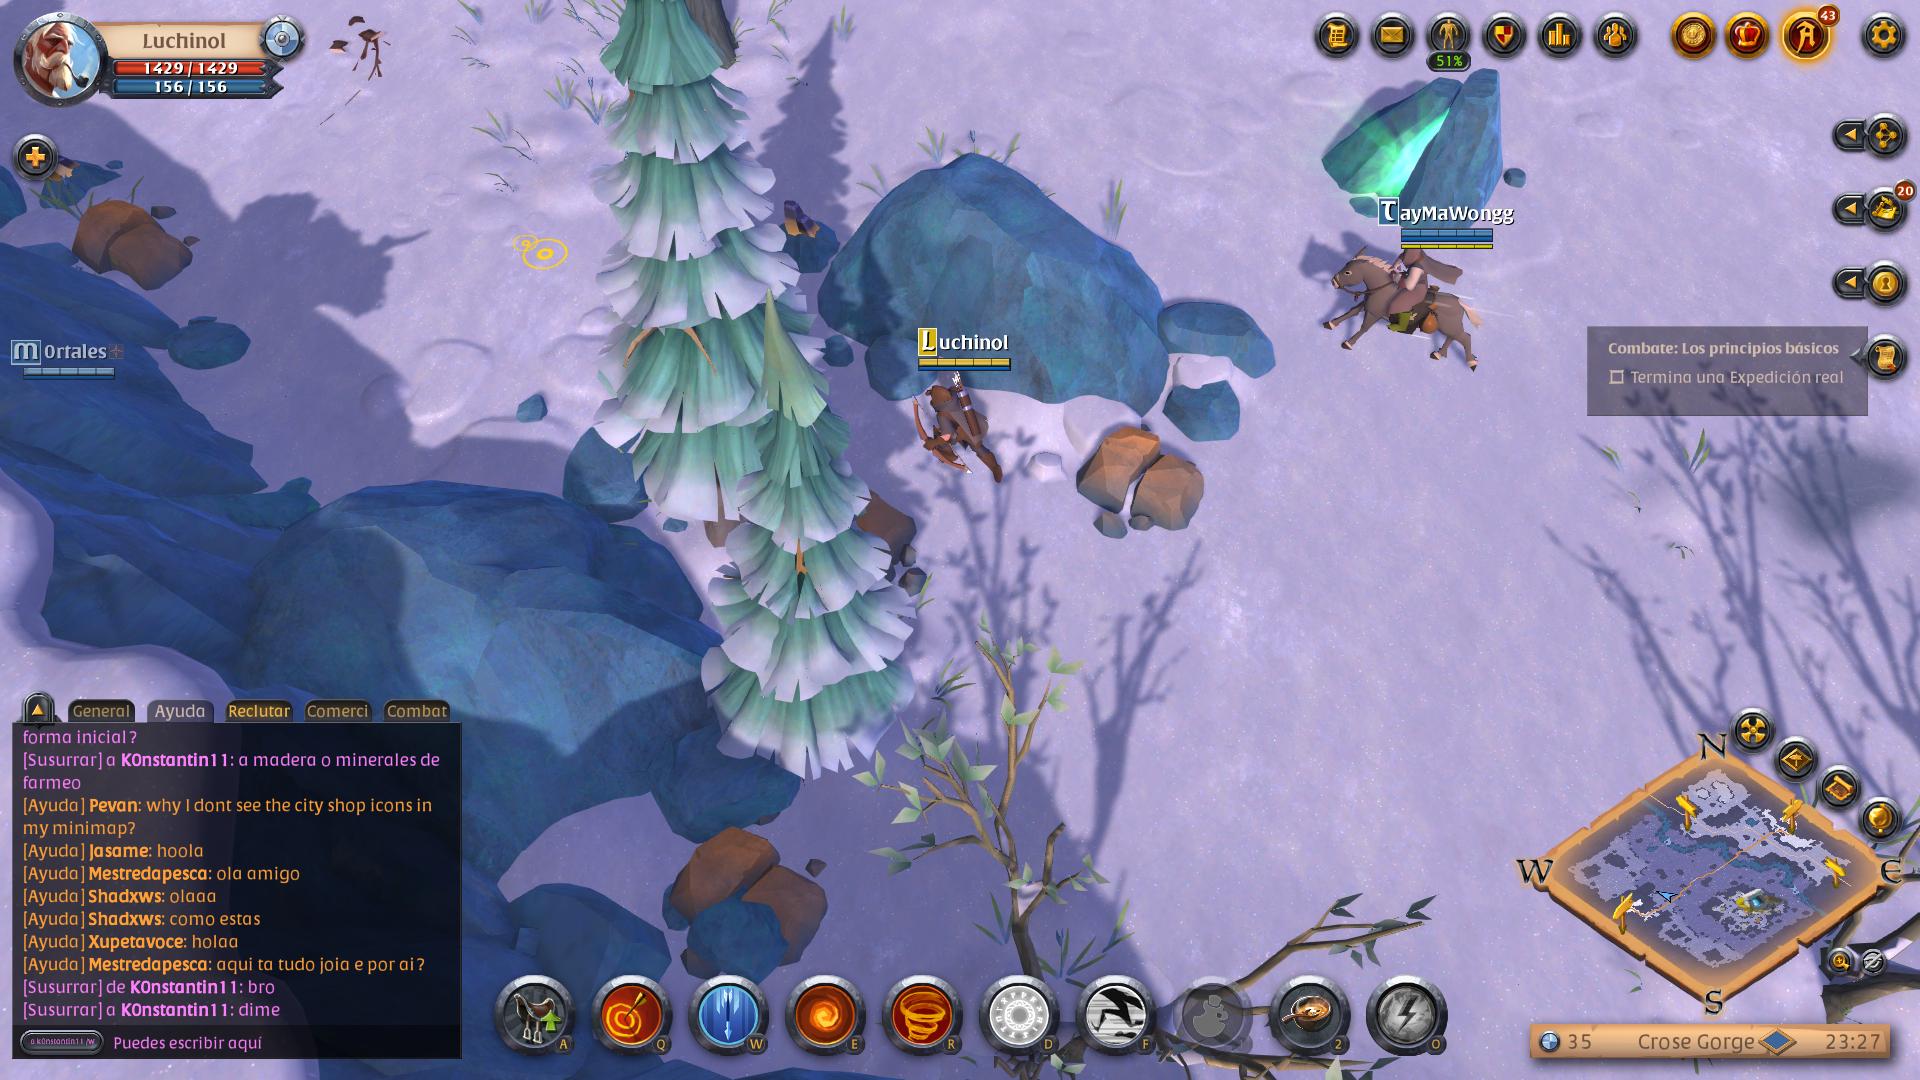 Luchinol
1429/1429
156/156
51%
43
20
TayMaWongg
Luchinol
M0rtales
Combate: Los principios básicos
Termina una Expedición real
General
Ayuda
Reclutar
Comerci
Combat
forma inicial?
[Susurrar] a K0nstantin11: a madera o minerales de
farmeo
[Ayuda] Pevan: why I dont see the city shop icons in
my minimap?
[Ayuda] Jasame: hoola
[Ayuda] Mestredapesca: ola amigo
[Ayuda] Shadxws: olaaa
[Ayuda] Shadxws: como estas
[Ayuda] Xupetavoce: holaa
[Ayuda] Mestredapesca: aqui ta tudo joia e por ai?
[Susurrar] de K0nstantin11: bro
[Susurrar] a K0nstantin11: dime
a k0nstantin11 /w
Puedes escribir aquí
A
Q
W
E
R
D
F
2
O
N
W
E
S
35
Crose Gorge
23:27